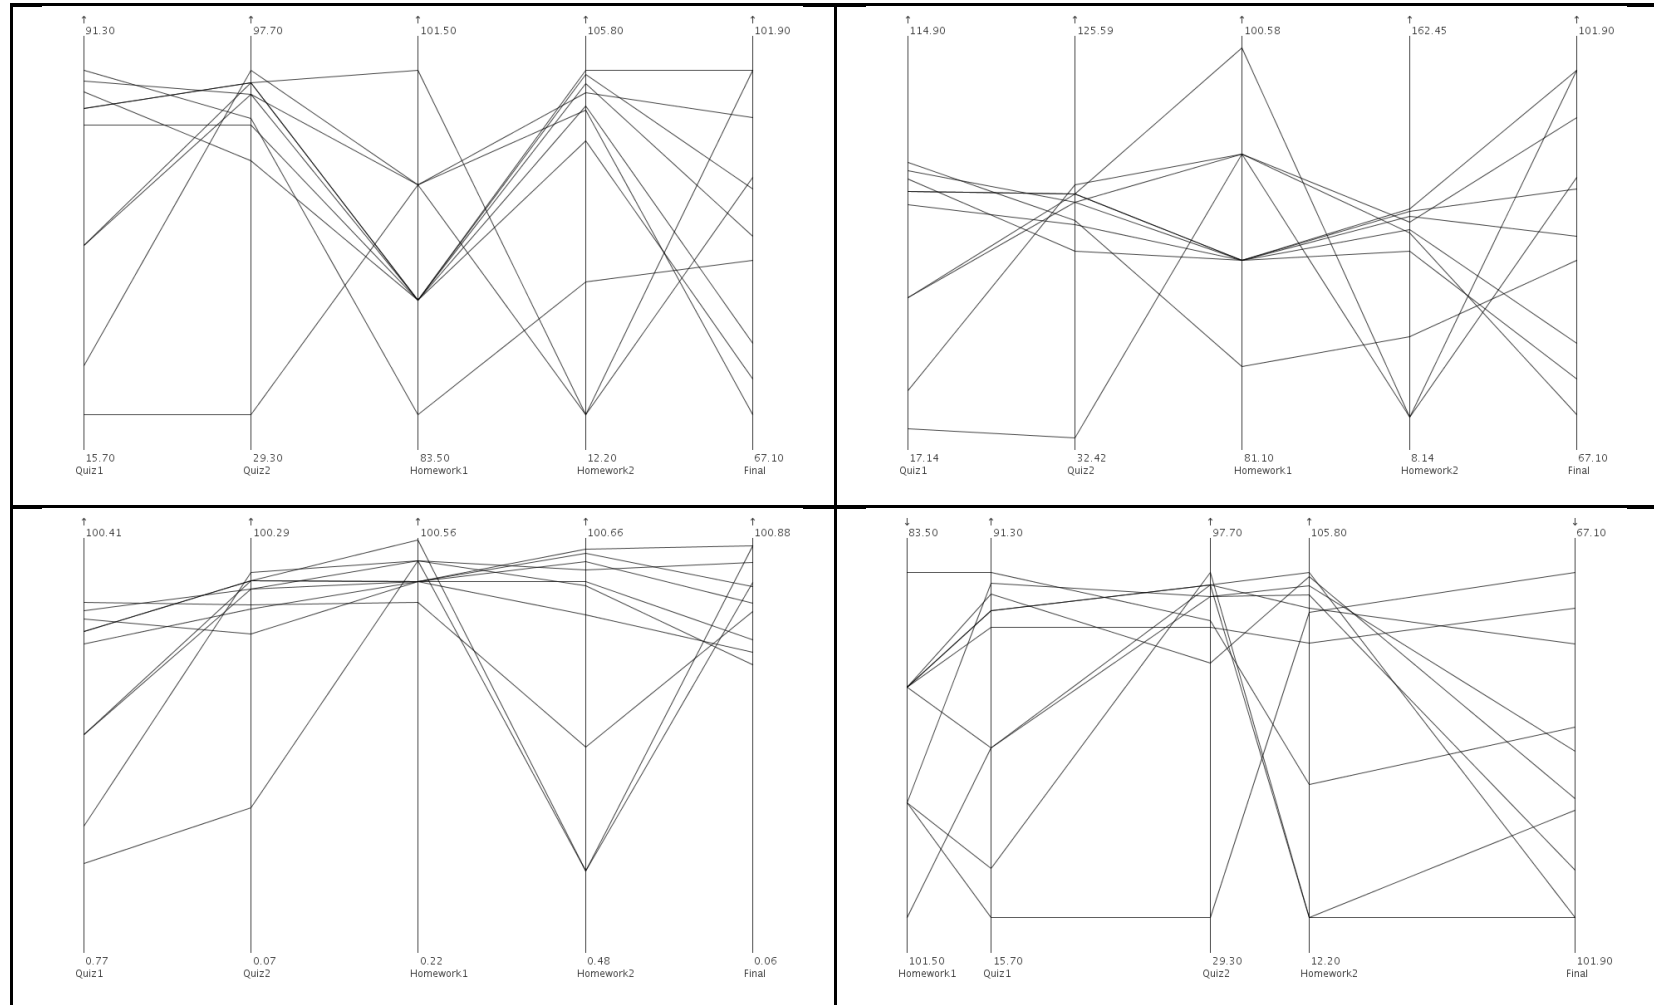 ↑ ↑ ↑ ↑ ↑
91.30 97.70 101.50 105.80 101.90
15.70 29.30 83.50 12.20 67.10
Quiz1 Quiz2 Homework1 Homework2 Final
↑ ↑ ↑ ↑ ↑
114.90 125.59 100.58 162.45 101.90
17.14 32.42 81.10 8.14 67.10
Quiz1 Quiz2 Homework1 Homework2 Final
↑ ↑ ↑ ↑ ↑
100.41 100.29 100.56 100.66 100.88
0.77 0.07 0.22 0.48 0.06
Quiz1 Quiz2 Homework1 Homework2 Final
↓ ↑ ↑ ↑ ↓
83.50 91.30 97.70 105.80 67.10
101.50 15.70 29.30 12.20 101.90
Homework1 Quiz1 Quiz2 Homework2 Final